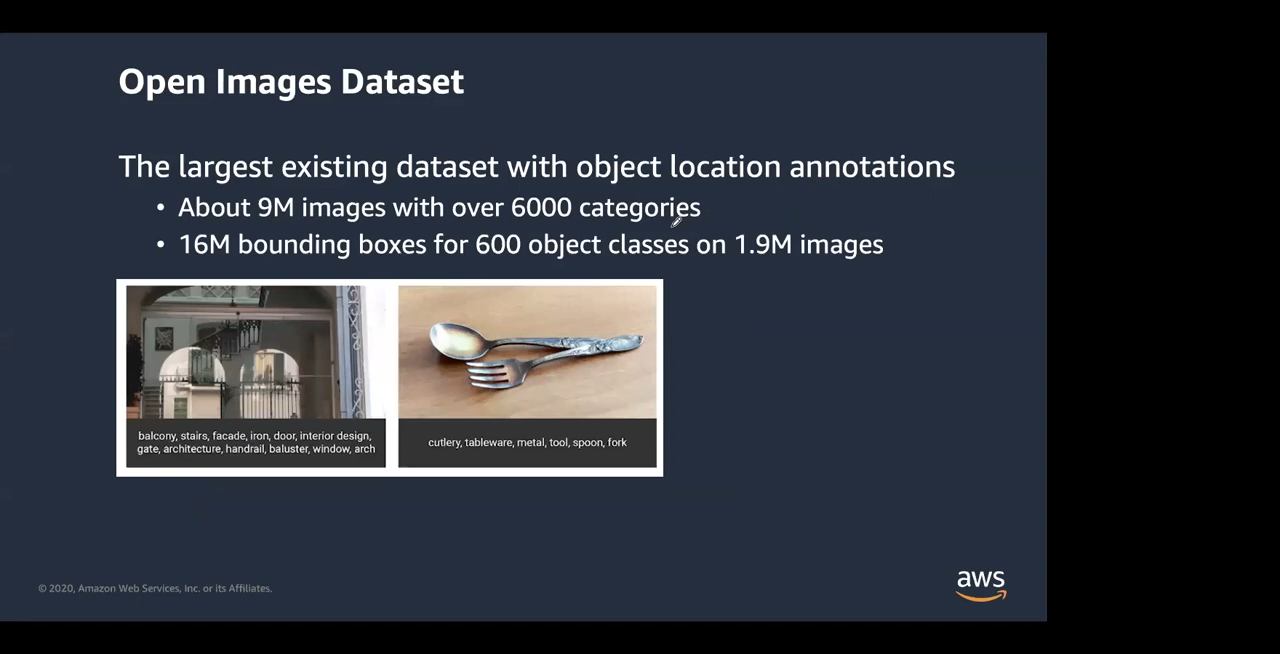 Open Images Dataset
The largest existing dataset with object location annotations
• About 9M images with over 6000 categories
• 16M bounding boxes for 600 object classes on 1.9M images
balcony, stairs, facade, iron, door, interior design,
gate, architecture, handrail, baluster, window, arch
cutlery, tableware, metal, tool, spoon, fork
© 2020, Amazon Web Services, Inc. or its Affiliates.
aws